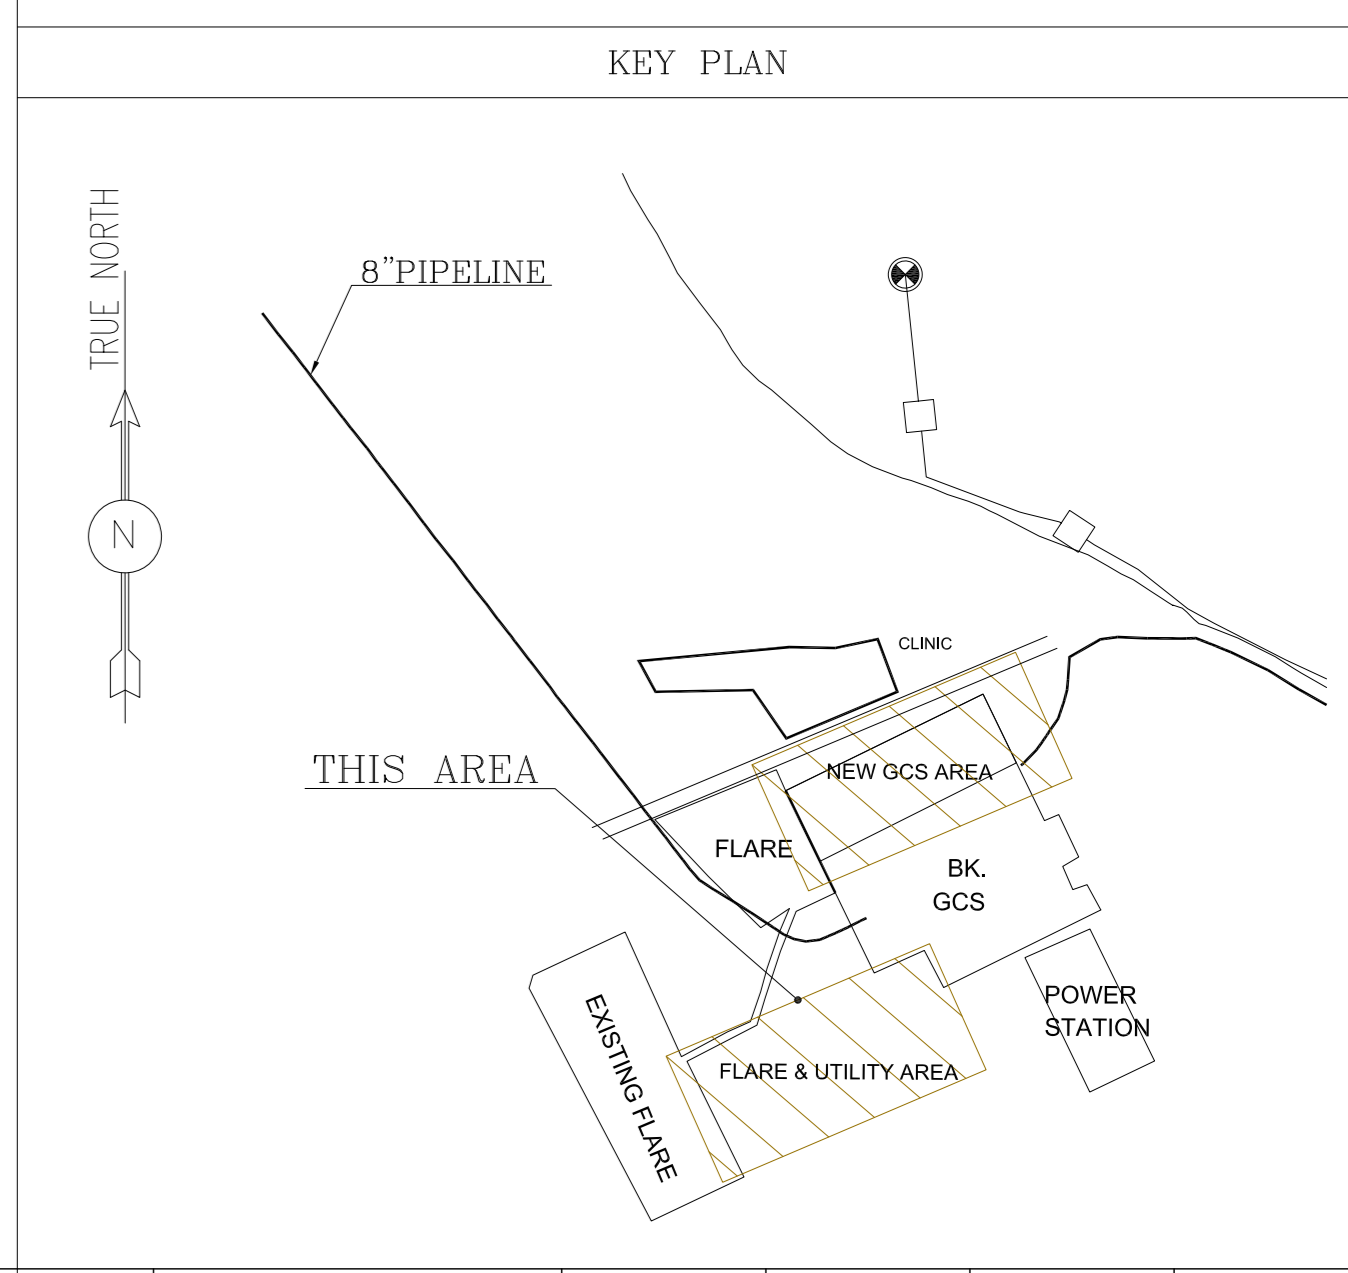 KEY PLAN
TRUE NORTH
8"PIPELINE
N
CLINIC
THIS AREA
NEW GCS AREA
FLARE
BK.
GCS
POWER
STATION
EXISTING FLARE
FLARE & UTILITY AREA